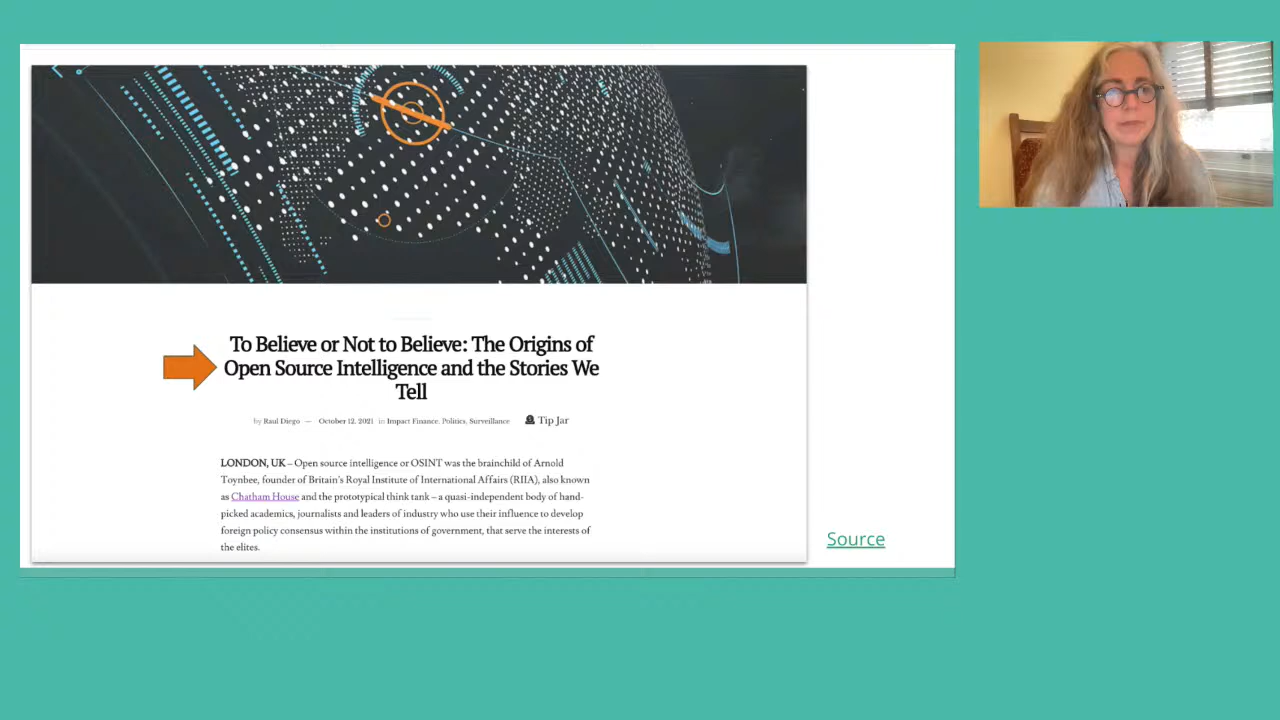 To Believe or Not to Believe: The Origins of
Open Source Intelligence and the Stories We
Tell
by Raul Diego — October 12, 2021 in Impact Finance, Politics, Surveillance Tip Jar
LONDON, UK – Open source intelligence or OSINT was the brainchild of Arnold
Toynbee, founder of Britain's Royal Institute of International Affairs (RIIA), also known
as Chatham House and the prototypical think tank – a quasi-independent body of hand-
picked academics, journalists and leaders of industry who use their influence to develop
foreign policy consensus within the institutions of government, that serve the interests of
the elites.
Source